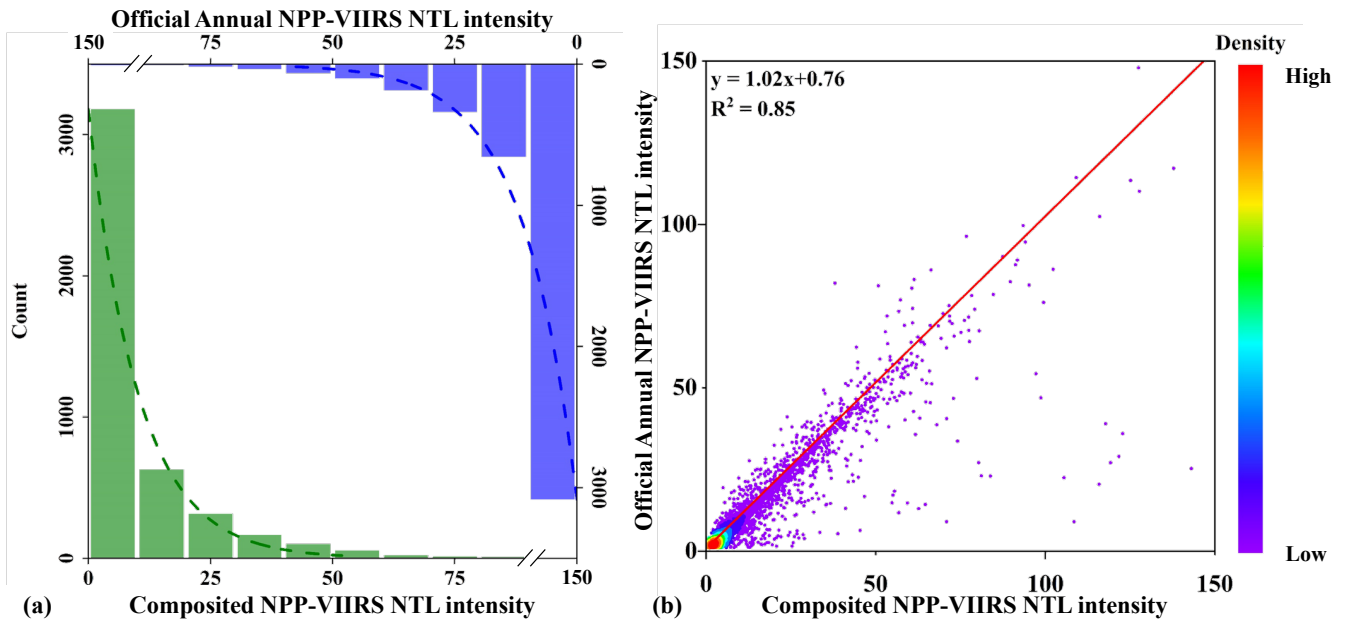 Official Annual NPP-VIIRS NTL intensity
150 75 50 25 0
Count
3000
2000
1000
0
0
1000
2000
3000
0 25 50 75 150
(a) Composited NPP-VIIRS NTL intensity
Official Annual NPP-VIIRS NTL intensity
150
100
50
0
y = 1.02x+0.76
R² = 0.85
0 50 100 150
(b) Composited NPP-VIIRS NTL intensity
Density
High
Low